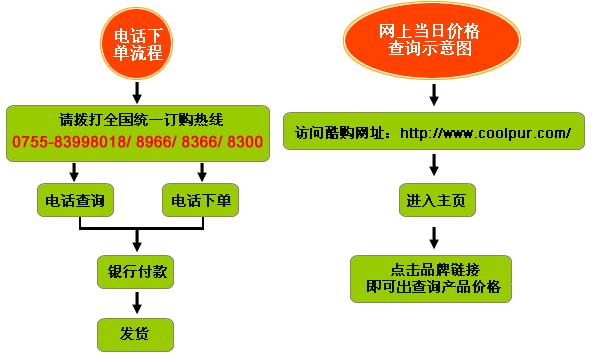 电话下
单流程
请拨打全国统一订购热线
0755-83998018/ 8966/ 8366/ 8300
电话查询
电话下单
银行付款
发货
网上当日价格
查询示意图
访问酷购网址：http://www.coolpur.com/
进入主页
点击品牌链接
即可出查询产品价格